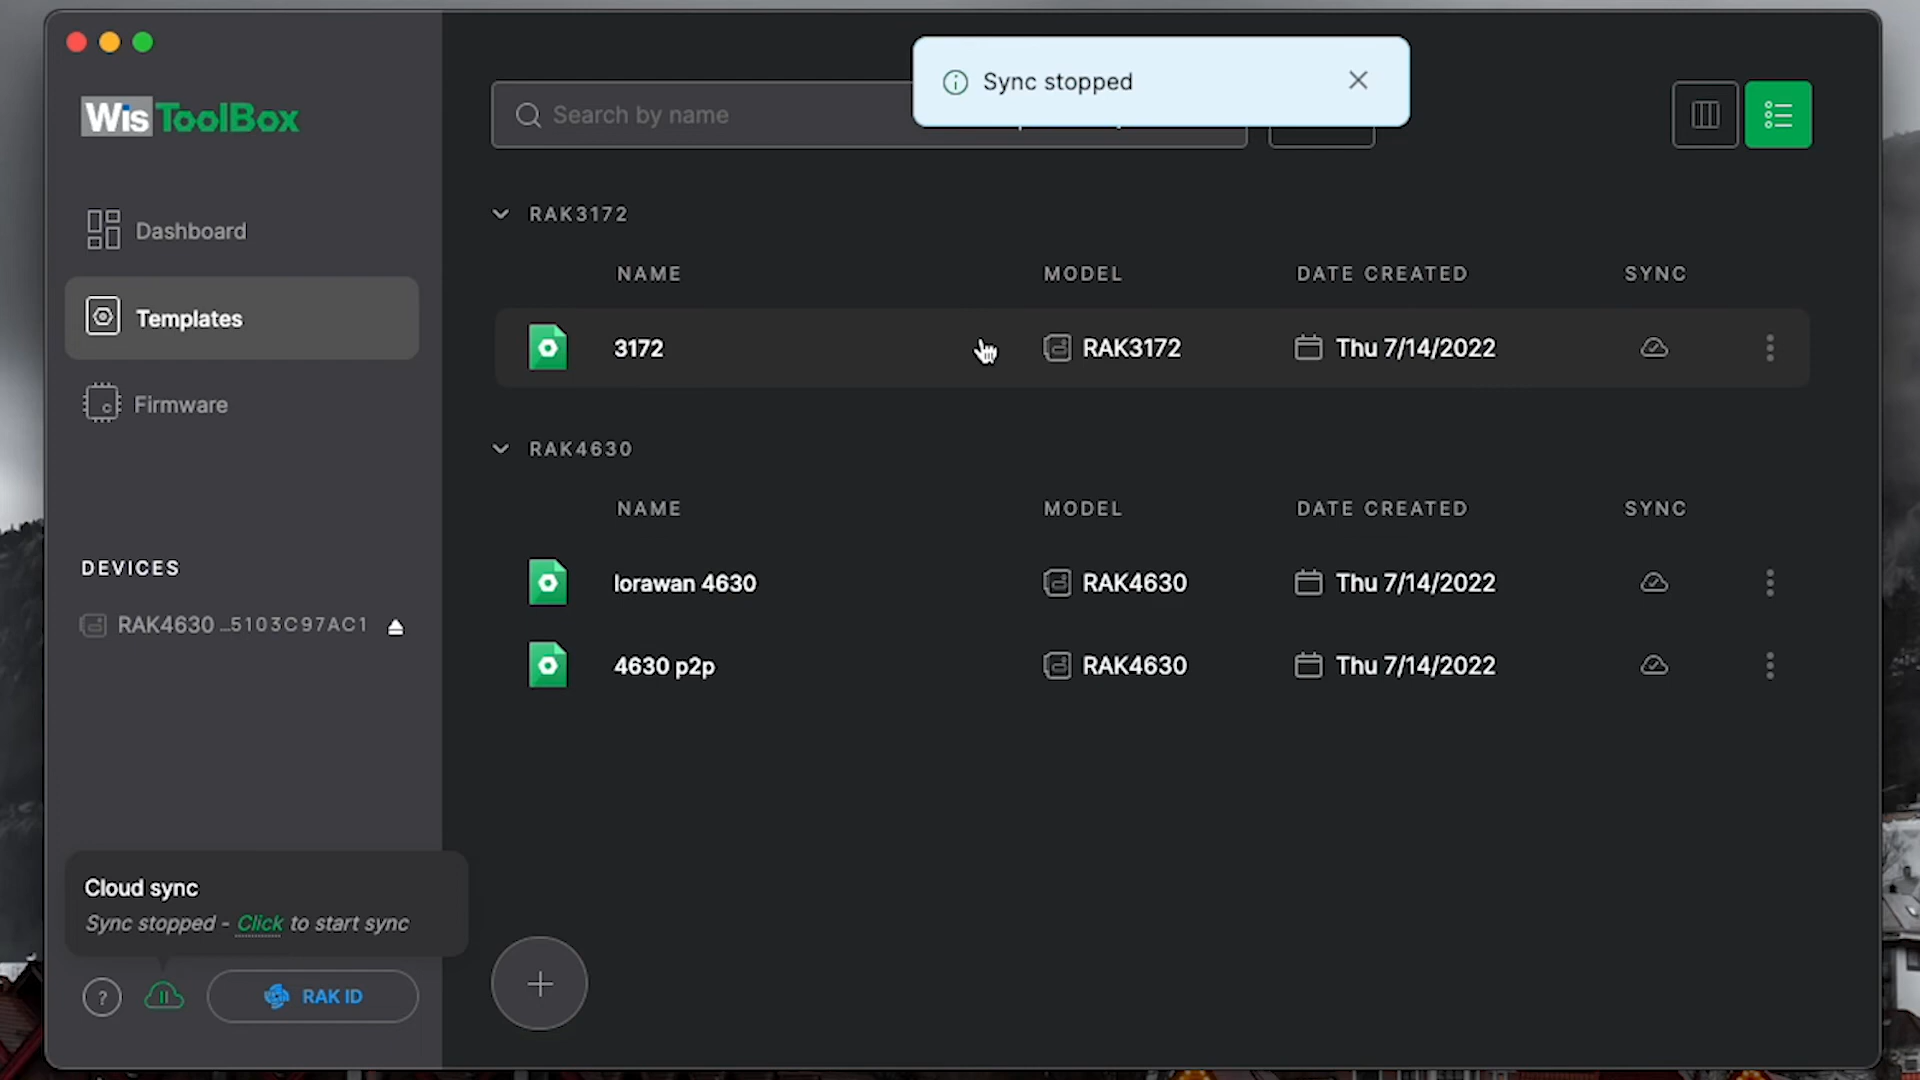 WisToolBox
Dashboard
Templates
Firmware
DEVICES
RAK4630 ...5103C97AC1
Cloud sync
Sync stopped - Click to start sync
?
RAK ID
Search by name
Sync stopped
RAK3172
NAME MODEL DATE CREATED SYNC
3172 RAK3172 Thu 7/14/2022
RAK4630
NAME MODEL DATE CREATED SYNC
lorawan 4630 RAK4630 Thu 7/14/2022
4630 p2p RAK4630 Thu 7/14/2022